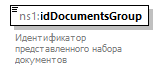 ns1:idDocumentsGroup
Идентификатор
представленного набора
документов